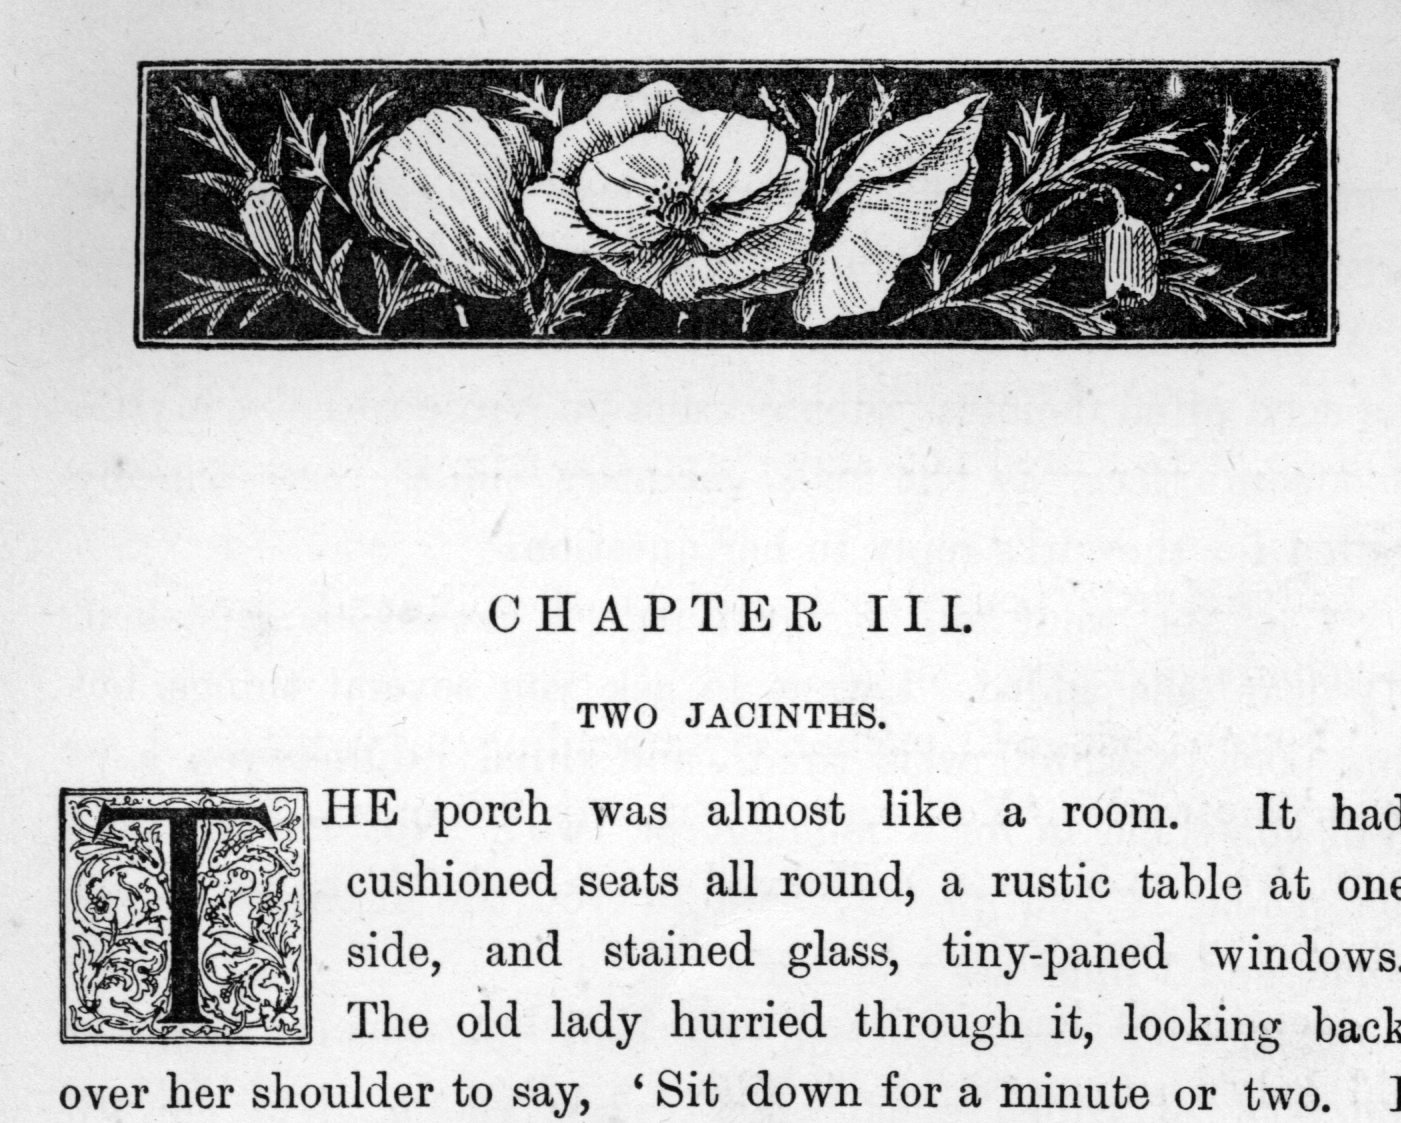 CHAPTER III.
TWO JACINTHS.
THE porch was almost like a room. It had
cushioned seats all round, a rustic table at one
side, and stained glass, tiny-paned windows.
The old lady hurried through it, looking back
over her shoulder to say, ‘Sit down for a minute or two. I